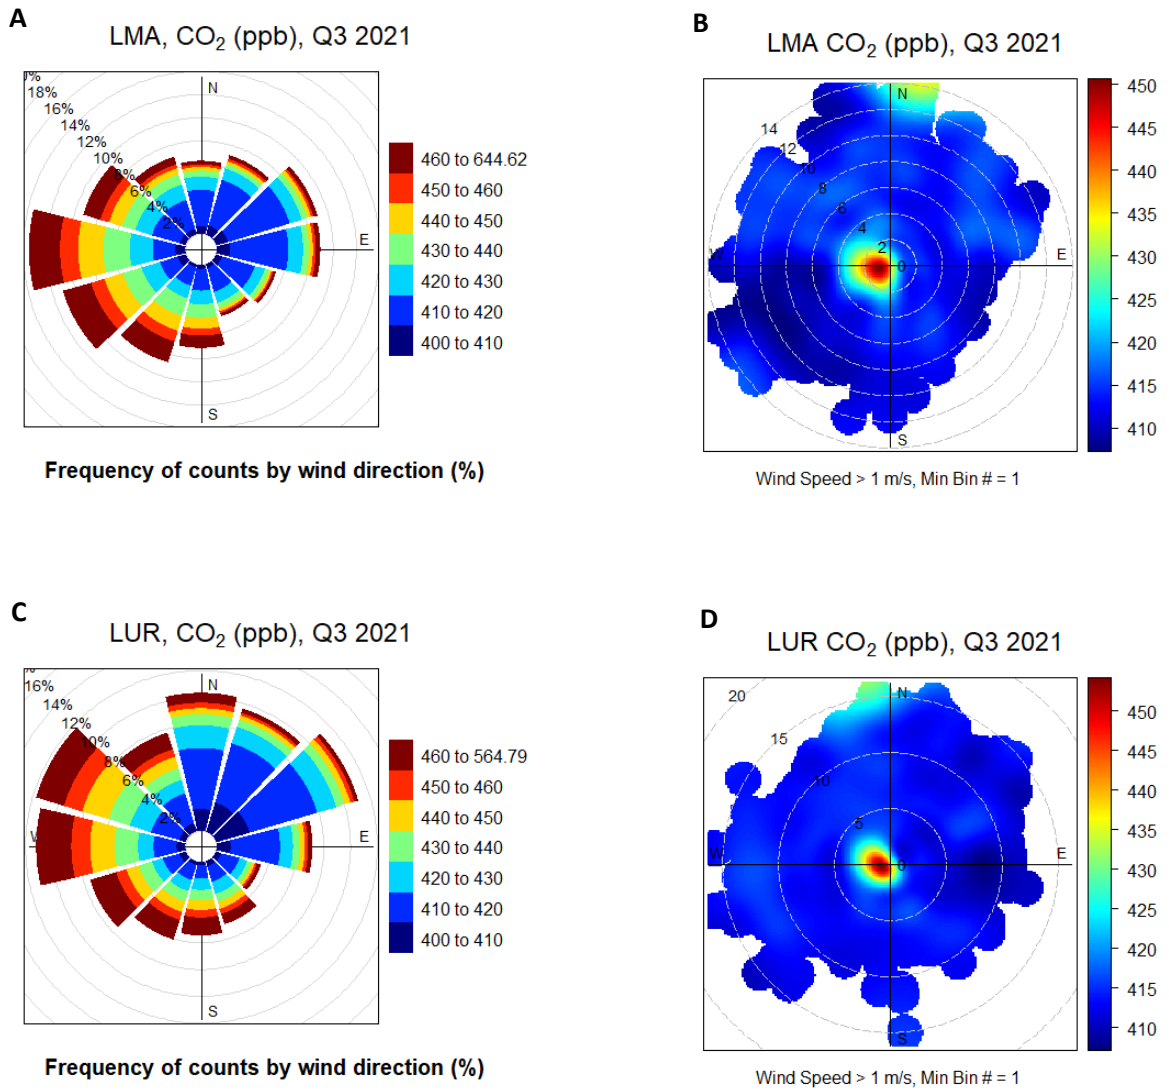 A
LMA, CO2 (ppb), Q3 2021
18%
16%
14%
12%
10%
8%
6%
4%
2%
N
E
S
460 to 644.62
450 to 460
440 to 450
430 to 440
420 to 430
410 to 420
400 to 410
Frequency of counts by wind direction (%)
B
LMA CO2 (ppb), Q3 2021
14
12
10
8
6
4
2
0
N
W
E
S
450
445
440
435
430
425
420
415
410
Wind Speed > 1 m/s, Min Bin # = 1
C
LUR, CO2 (ppb), Q3 2021
16%
14%
12%
10%
8%
6%
4%
2%
N
W
E
S
460 to 564.79
450 to 460
440 to 450
430 to 440
420 to 430
410 to 420
400 to 410
Frequency of counts by wind direction (%)
D
LUR CO2 (ppb), Q3 2021
20
15
10
5
0
N
W
E
S
450
445
440
435
430
425
420
415
410
Wind Speed > 1 m/s, Min Bin # = 1